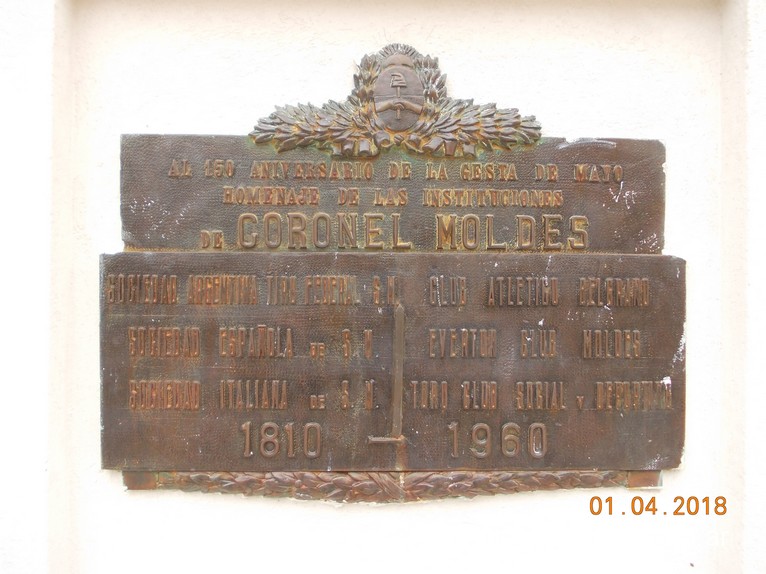 AL 150 ANIVERSARIO DE LA GESTA DE MAYO
HOMENAJE DE LAS INSTITUCIONES
DE CORONEL MOLDES
SOCIEDAD ARGENTINA TIRO FEDERAL S.M.
SOCIEDAD ESPAÑOLA DE S. M.
SOCIEDAD ITALIANA DE S. M.
CLUB ATLETICO BELGRANO
EVERTON CLUB MOLDES
TORO CLUB SOCIAL Y DEPORTIVO
1810 - 1960
01.04.2018